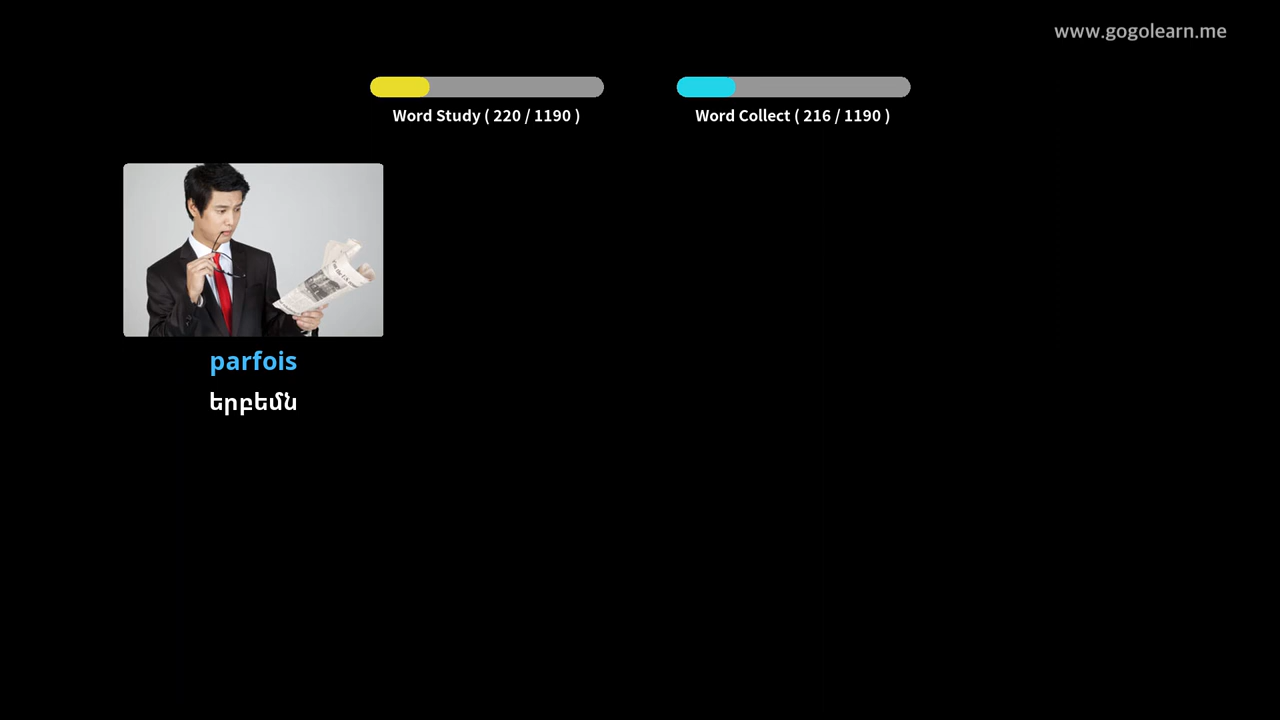 www.gogolearn.me
Word Study ( 220 / 1190 )
Word Collect ( 216 / 1190 )
parfois
երբեմն